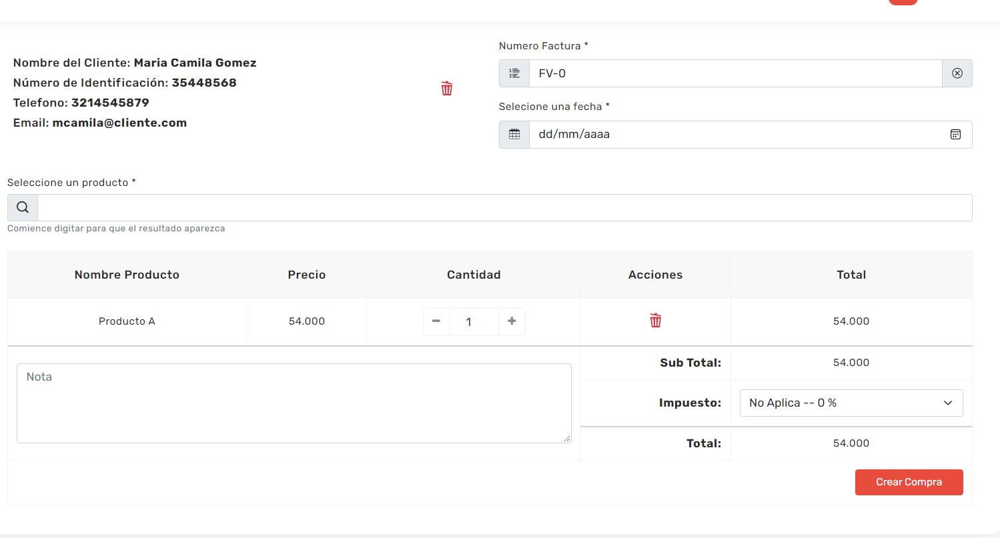 Nombre del Cliente: Maria Camila Gomez
Número de Identificación: 35448568
Telefono: 3214545879
Email: mcamila@cliente.com
Numero Factura *
FV-0
Selecione una fecha *
dd/mm/aaaa
Seleccione un producto *
Comience digitar para que el resultado aparezca
Nombre Producto Precio Cantidad Acciones Total
Producto A 54.000 1 54.000
Nota
Sub Total: 54.000
Impuesto: No Aplica -- 0 %
Total: 54.000
Crear Compra